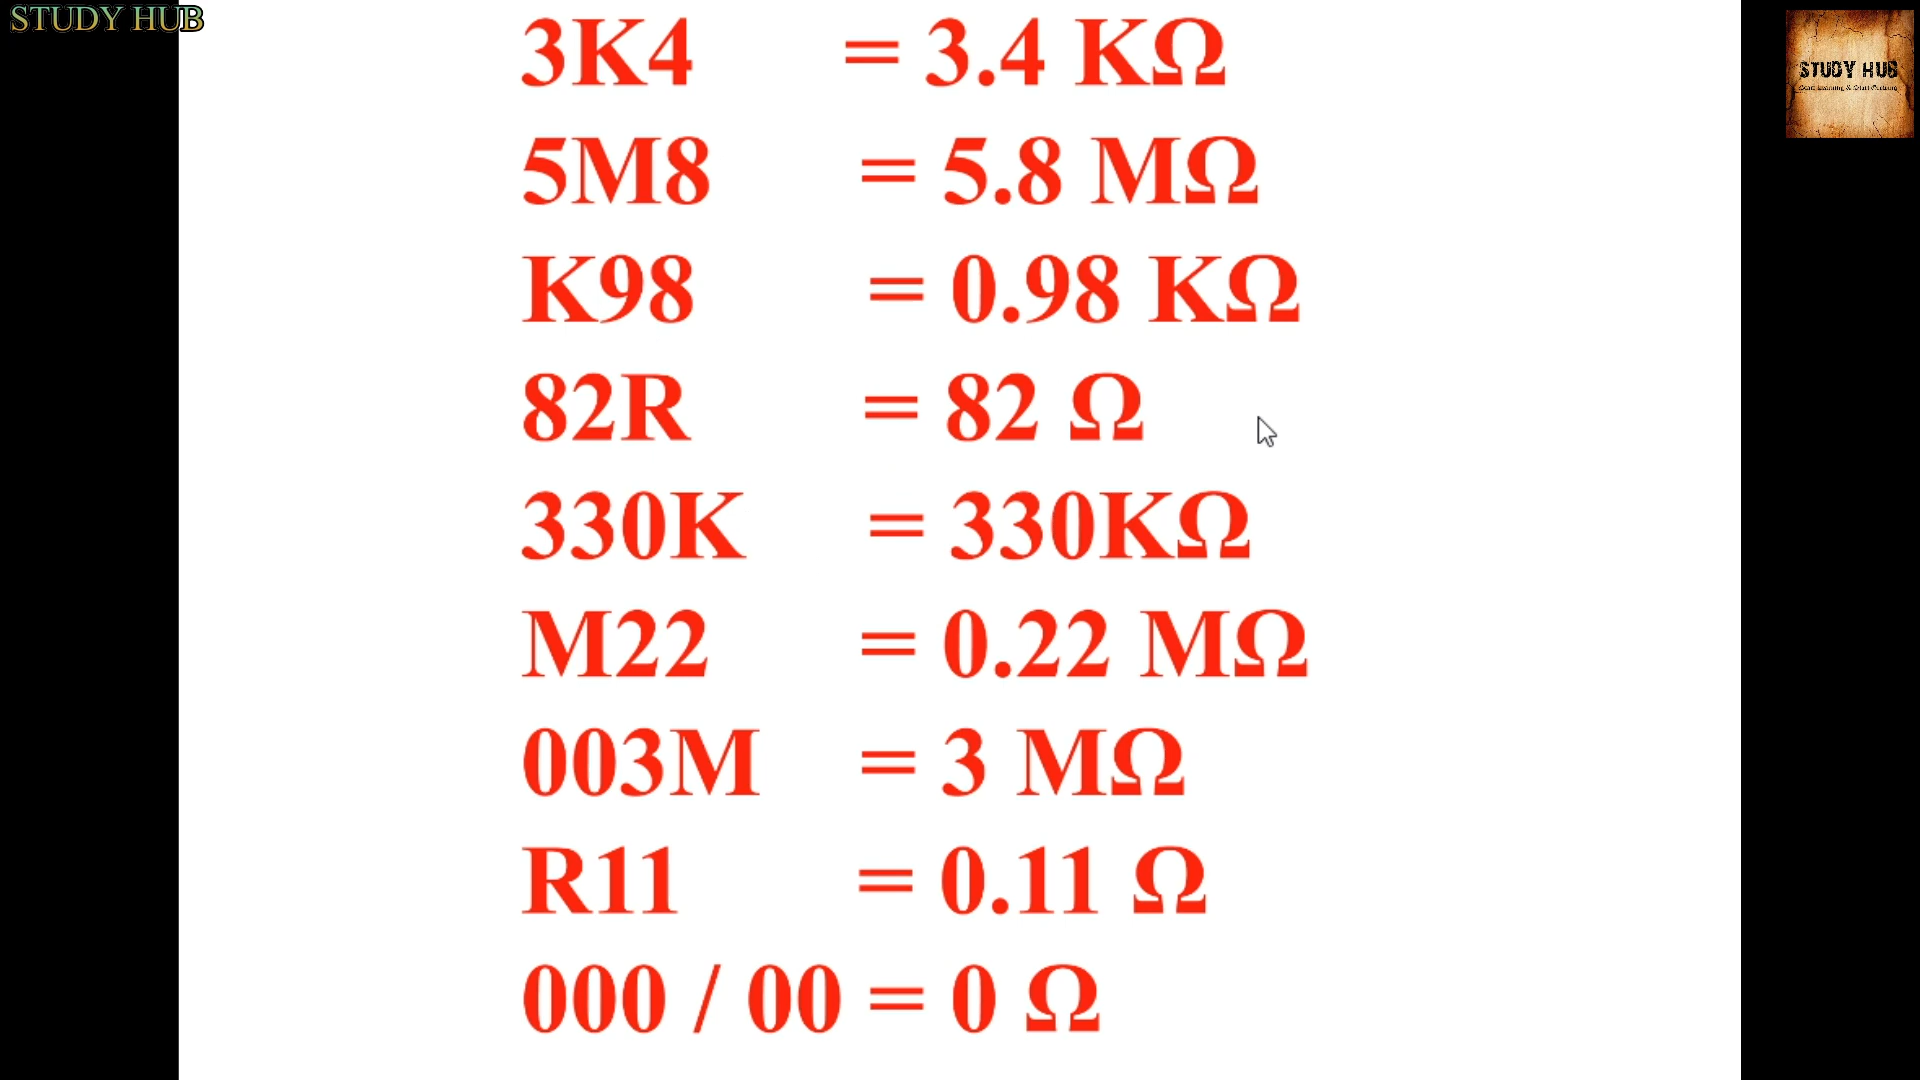 STUDY HUB
3K4 = 3.4 KΩ
5M8 = 5.8 MΩ
K98 = 0.98 KΩ
82R = 82 Ω
330K = 330KΩ
M22 = 0.22 MΩ
003M = 3 MΩ
R11 = 0.11 Ω
000 / 00 = 0 Ω
STUDY HUB